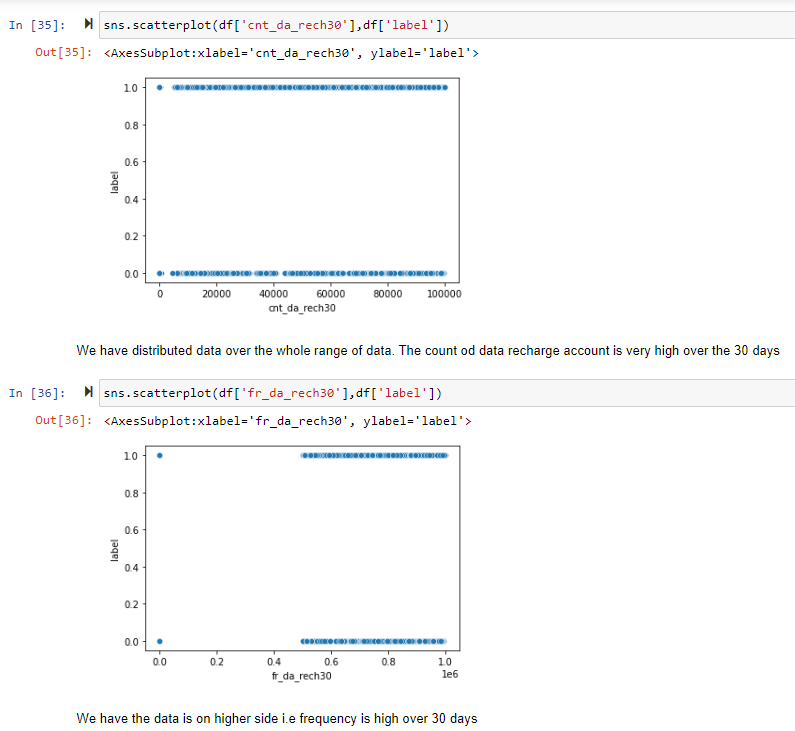 In [35]: sns.scatterplot(df['cnt_da_rech30'],df['label'])
Out[35]: <AxesSubplot:xlabel='cnt_da_rech30', ylabel='label'>
1.0
0.8
0.6
0.4
0.2
0.0
label
0 20000 40000 60000 80000 100000
cnt_da_rech30
We have distributed data over the whole range of data. The count od data recharge account is very high over the 30 days
In [36]: sns.scatterplot(df['fr_da_rech30'],df['label'])
Out[36]: <AxesSubplot:xlabel='fr_da_rech30', ylabel='label'>
1.0
0.8
0.6
0.4
0.2
0.0
label
0.0 0.2 0.4 0.6 0.8 1.0
1e6
fr_da_rech30
We have the data is on higher side i.e frequency is high over 30 days